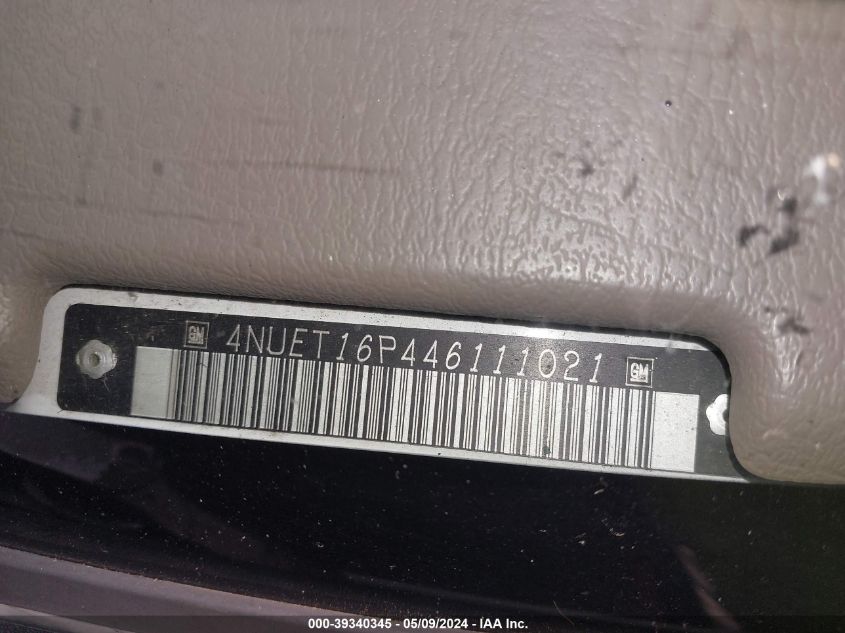 GM 4NUET16P446111021 GM
000-39340345 / 05/09/2024 - IAA Inc.